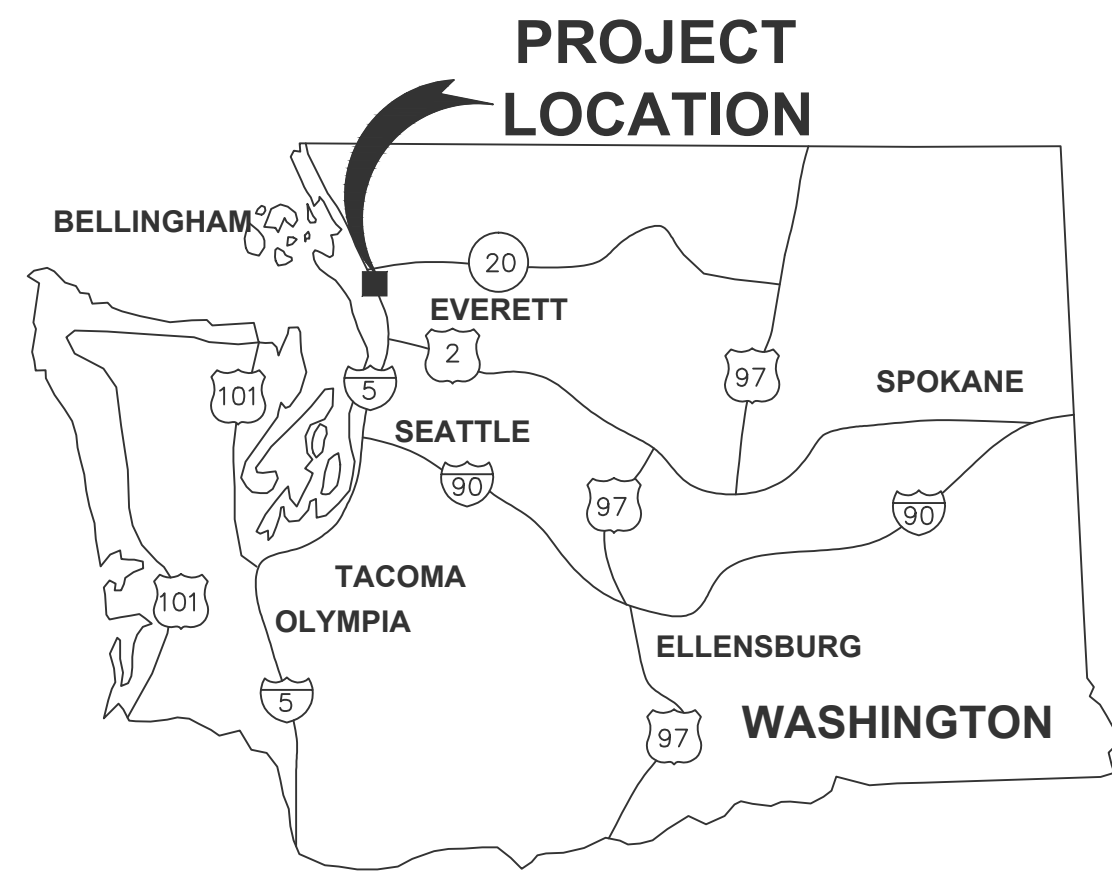 PROJECT
LOCATION
BELLINGHAM
20
EVERETT
2
97
SPOKANE
101
5
SEATTLE
90
97
90
TACOMA
101
OLYMPIA
ELLENSBURG
5
WASHINGTON
97